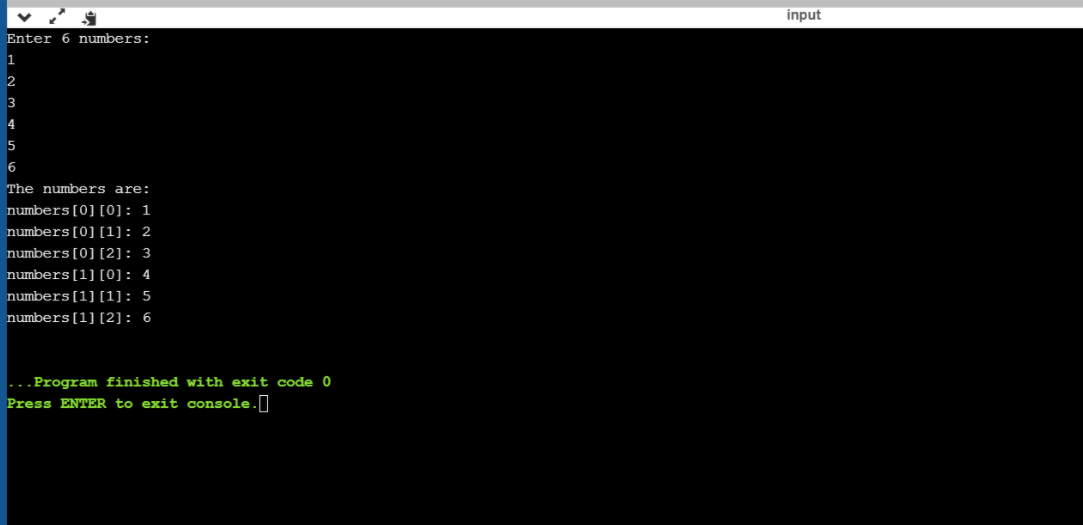 input
Enter 6 numbers:
1
2
3
4
5
6
The numbers are:
numbers[0][0]: 1
numbers[0][1]: 2
numbers[0][2]: 3
numbers[1][0]: 4
numbers[1][1]: 5
numbers[1][2]: 6
...Program finished with exit code 0
Press ENTER to exit console.